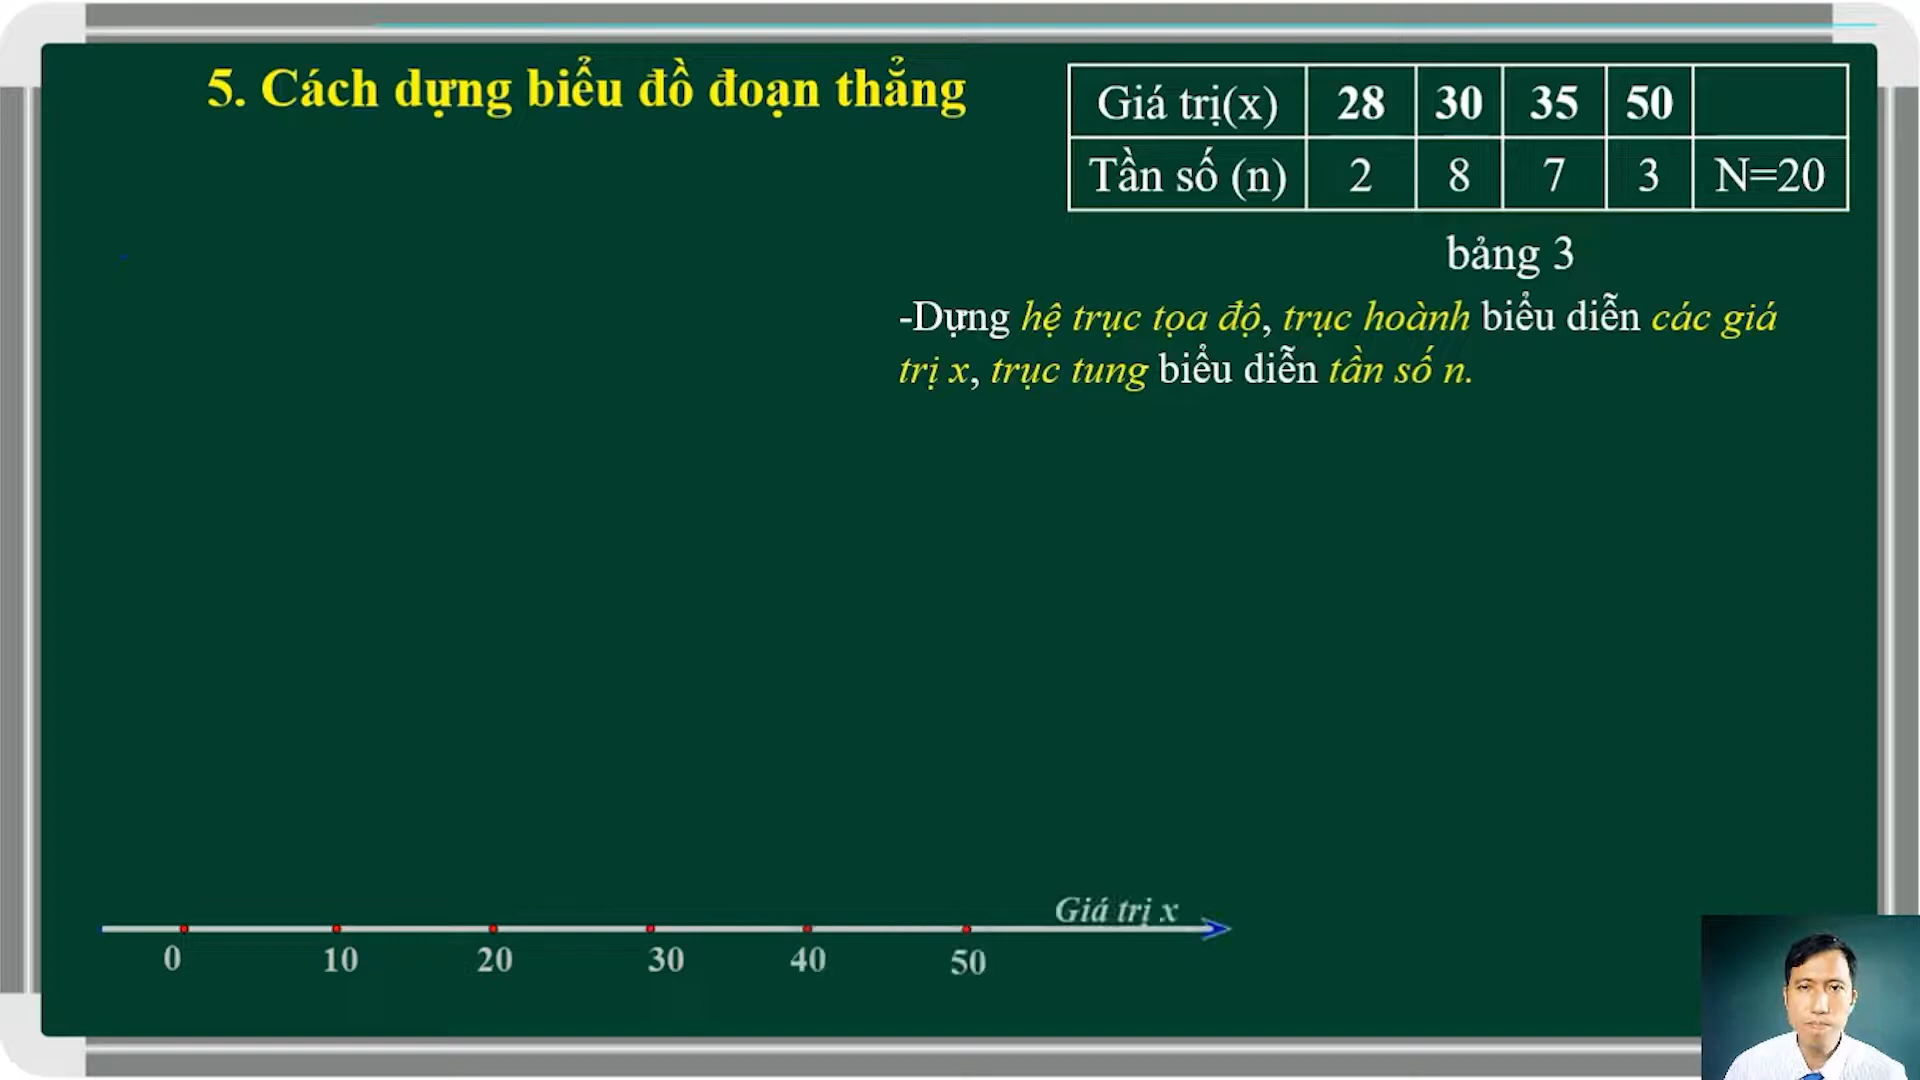 5. Cách dựng biểu đồ đoạn thẳng
Giá trị(x) 28 30 35 50
Tần số (n) 2 8 7 3 N=20
bảng 3
-Dựng hệ trục tọa độ, trục hoành biểu diễn các giá
trị x, trục tung biểu diễn tần số n.
Giá trị x
0 10 20 30 40 50